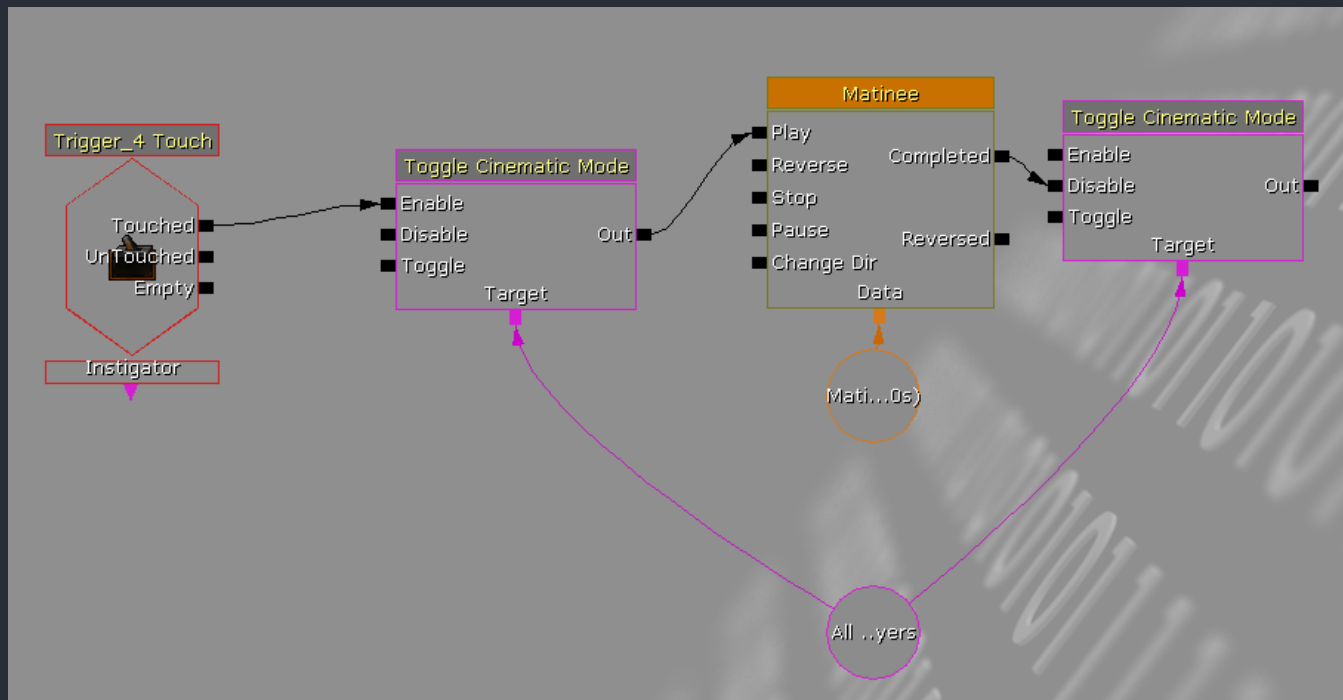 Trigger_4 Touch
Touched
UnTouched
Empty
Instigator
Toggle Cinematic Mode
Enable
Disable
Toggle
Out
Target
Matinee
Play
Reverse
Stop
Pause
Change Dir
Completed
Reversed
Data
Mati...0s)
Toggle Cinematic Mode
Enable
Disable
Toggle
Out
Target
All ..yers